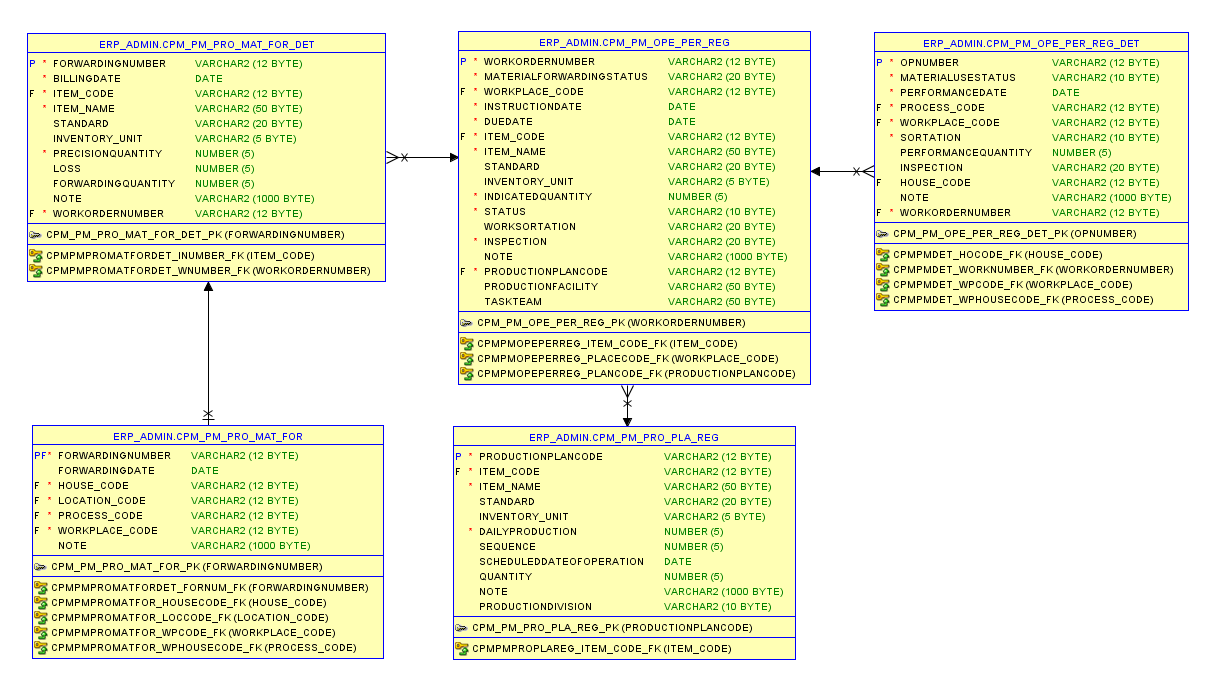 ERP_ADMIN.CPM_PM_PRO_MAT_FOR_DET
P * FORWARDINGNUMBER VARCHAR2 (12 BYTE)
* BILLINGDATE DATE
F * ITEM_CODE VARCHAR2 (12 BYTE)
* ITEM_NAME VARCHAR2 (50 BYTE)
STANDARD VARCHAR2 (20 BYTE)
INVENTORY_UNIT VARCHAR2 (5 BYTE)
* PRECISIONQUANTITY NUMBER (5)
LOSS NUMBER (5)
FORWARDINGQUANTITY NUMBER (5)
NOTE VARCHAR2 (1000 BYTE)
F * WORKORDERNUMBER VARCHAR2 (12 BYTE)
CPM_PM_PRO_MAT_FOR_DET_PK (FORWARDINGNUMBER)
CPMPMPROMATFORDET_INUMBER_FK (ITEM_CODE)
CPMPMPROMATFORDET_WNUMBER_FK (WORKORDERNUMBER)
ERP_ADMIN.CPM_PM_OPE_PER_REG
P * WORKORDERNUMBER VARCHAR2 (12 BYTE)
* MATERIALFORWARDINGSTATUS VARCHAR2 (20 BYTE)
F * WORKPLACE_CODE VARCHAR2 (12 BYTE)
* INSTRUCTIONDATE DATE
* DUEDATE DATE
F * ITEM_CODE VARCHAR2 (12 BYTE)
* ITEM_NAME VARCHAR2 (50 BYTE)
STANDARD VARCHAR2 (20 BYTE)
INVENTORY_UNIT VARCHAR2 (5 BYTE)
* INDICATEDQUANTITY NUMBER (5)
* STATUS VARCHAR2 (10 BYTE)
WORKSORTATION VARCHAR2 (20 BYTE)
* INSPECTION VARCHAR2 (20 BYTE)
NOTE VARCHAR2 (1000 BYTE)
F * PRODUCTIONPLANCODE VARCHAR2 (12 BYTE)
PRODUCTIONFACILITY VARCHAR2 (50 BYTE)
TASKTEAM VARCHAR2 (50 BYTE)
CPM_PM_OPE_PER_REG_PK (WORKORDERNUMBER)
CPMPMOPEPERREG_ITEM_CODE_FK (ITEM_CODE)
CPMPMOPEPERREG_PLACECODE_FK (WORKPLACE_CODE)
CPMPMOPEPERREG_PLANCODE_FK (PRODUCTIONPLANCODE)
ERP_ADMIN.CPM_PM_OPE_PER_REG_DET
P * OPNUMBER VARCHAR2 (12 BYTE)
* MATERIALUSESTATUS VARCHAR2 (10 BYTE)
* PERFORMANCEDATE DATE
F * PROCESS_CODE VARCHAR2 (12 BYTE)
F * WORKPLACE_CODE VARCHAR2 (12 BYTE)
* SORTATION VARCHAR2 (10 BYTE)
PERFORMANCEQUANTITY NUMBER (5)
INSPECTION VARCHAR2 (20 BYTE)
F HOUSE_CODE VARCHAR2 (12 BYTE)
NOTE VARCHAR2 (1000 BYTE)
F * WORKORDERNUMBER VARCHAR2 (12 BYTE)
CPM_PM_OPE_PER_REG_DET_PK (OPNUMBER)
CPMPMDET_HOCODE_FK (HOUSE_CODE)
CPMPMDET_WORKNUMBER_FK (WORKORDERNUMBER)
CPMPMDET_WPCODE_FK (WORKPLACE_CODE)
CPMPMDET_WPHOUSECODE_FK (PROCESS_CODE)
ERP_ADMIN.CPM_PM_PRO_MAT_FOR
PF* FORWARDINGNUMBER VARCHAR2 (12 BYTE)
FORWARDINGDATE DATE
F * HOUSE_CODE VARCHAR2 (12 BYTE)
F * LOCATION_CODE VARCHAR2 (12 BYTE)
F * PROCESS_CODE VARCHAR2 (12 BYTE)
F * WORKPLACE_CODE VARCHAR2 (12 BYTE)
NOTE VARCHAR2 (1000 BYTE)
CPM_PM_PRO_MAT_FOR_PK (FORWARDINGNUMBER)
CPMPMPROMATFORDET_FORNUM_FK (FORWARDINGNUMBER)
CPMPMPROMATFOR_HOUSECODE_FK (HOUSE_CODE)
CPMPMPROMATFOR_LOCCODE_FK (LOCATION_CODE)
CPMPMPROMATFOR_WPCODE_FK (WORKPLACE_CODE)
CPMPMPROMATFOR_WPHOUSECODE_FK (PROCESS_CODE)
ERP_ADMIN.CPM_PM_PRO_PLA_REG
P * PRODUCTIONPLANCODE VARCHAR2 (12 BYTE)
F * ITEM_CODE VARCHAR2 (12 BYTE)
* ITEM_NAME VARCHAR2 (50 BYTE)
STANDARD VARCHAR2 (20 BYTE)
INVENTORY_UNIT VARCHAR2 (5 BYTE)
* DAILYPRODUCTION NUMBER (5)
SEQUENCE NUMBER (5)
SCHEDULEDDATEOFOPERATION DATE
QUANTITY NUMBER (5)
NOTE VARCHAR2 (1000 BYTE)
PRODUCTIONDIVISION VARCHAR2 (10 BYTE)
CPM_PM_PRO_PLA_REG_PK (PRODUCTIONPLANCODE)
CPMPMPROPLAREG_ITEM_CODE_FK (ITEM_CODE)